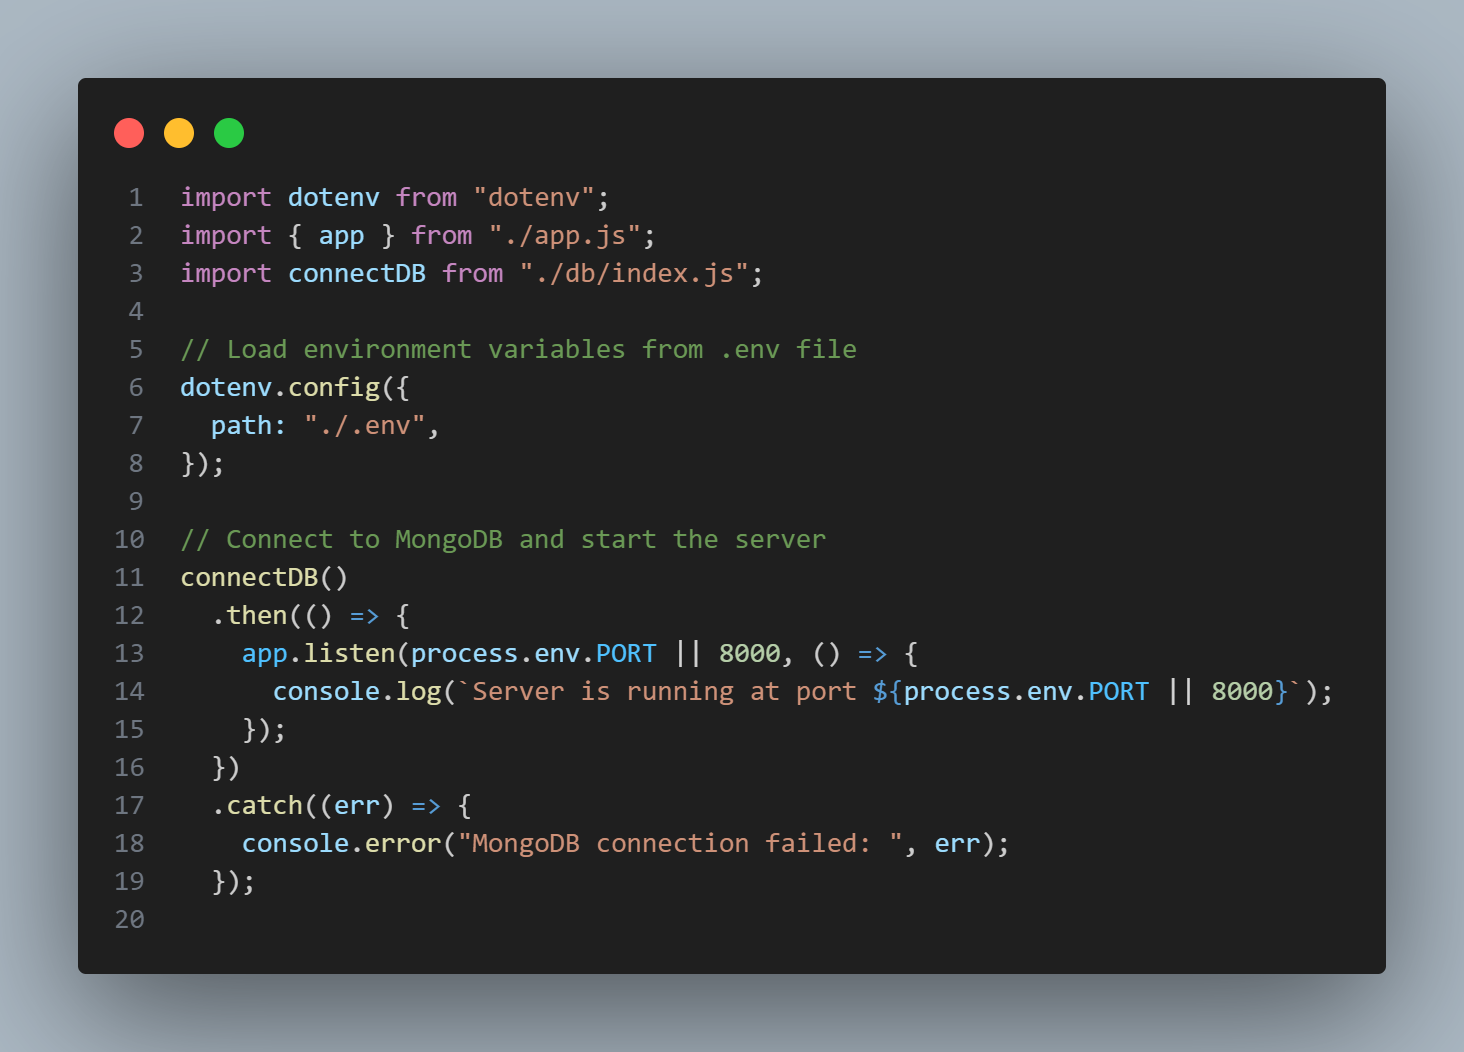 1 import dotenv from "dotenv";
2 import { app } from "./app.js";
3 import connectDB from "./db/index.js";
4
5 // Load environment variables from .env file
6 dotenv.config({
7   path: "./.env",
8 });
9
10 // Connect to MongoDB and start the server
11 connectDB()
12   .then(() => {
13     app.listen(process.env.PORT || 8000, () => {
14       console.log(`Server is running at port ${process.env.PORT || 8000}`);
15     });
16   })
17   .catch((err) => {
18     console.error("MongoDB connection failed: ", err);
19   });
20